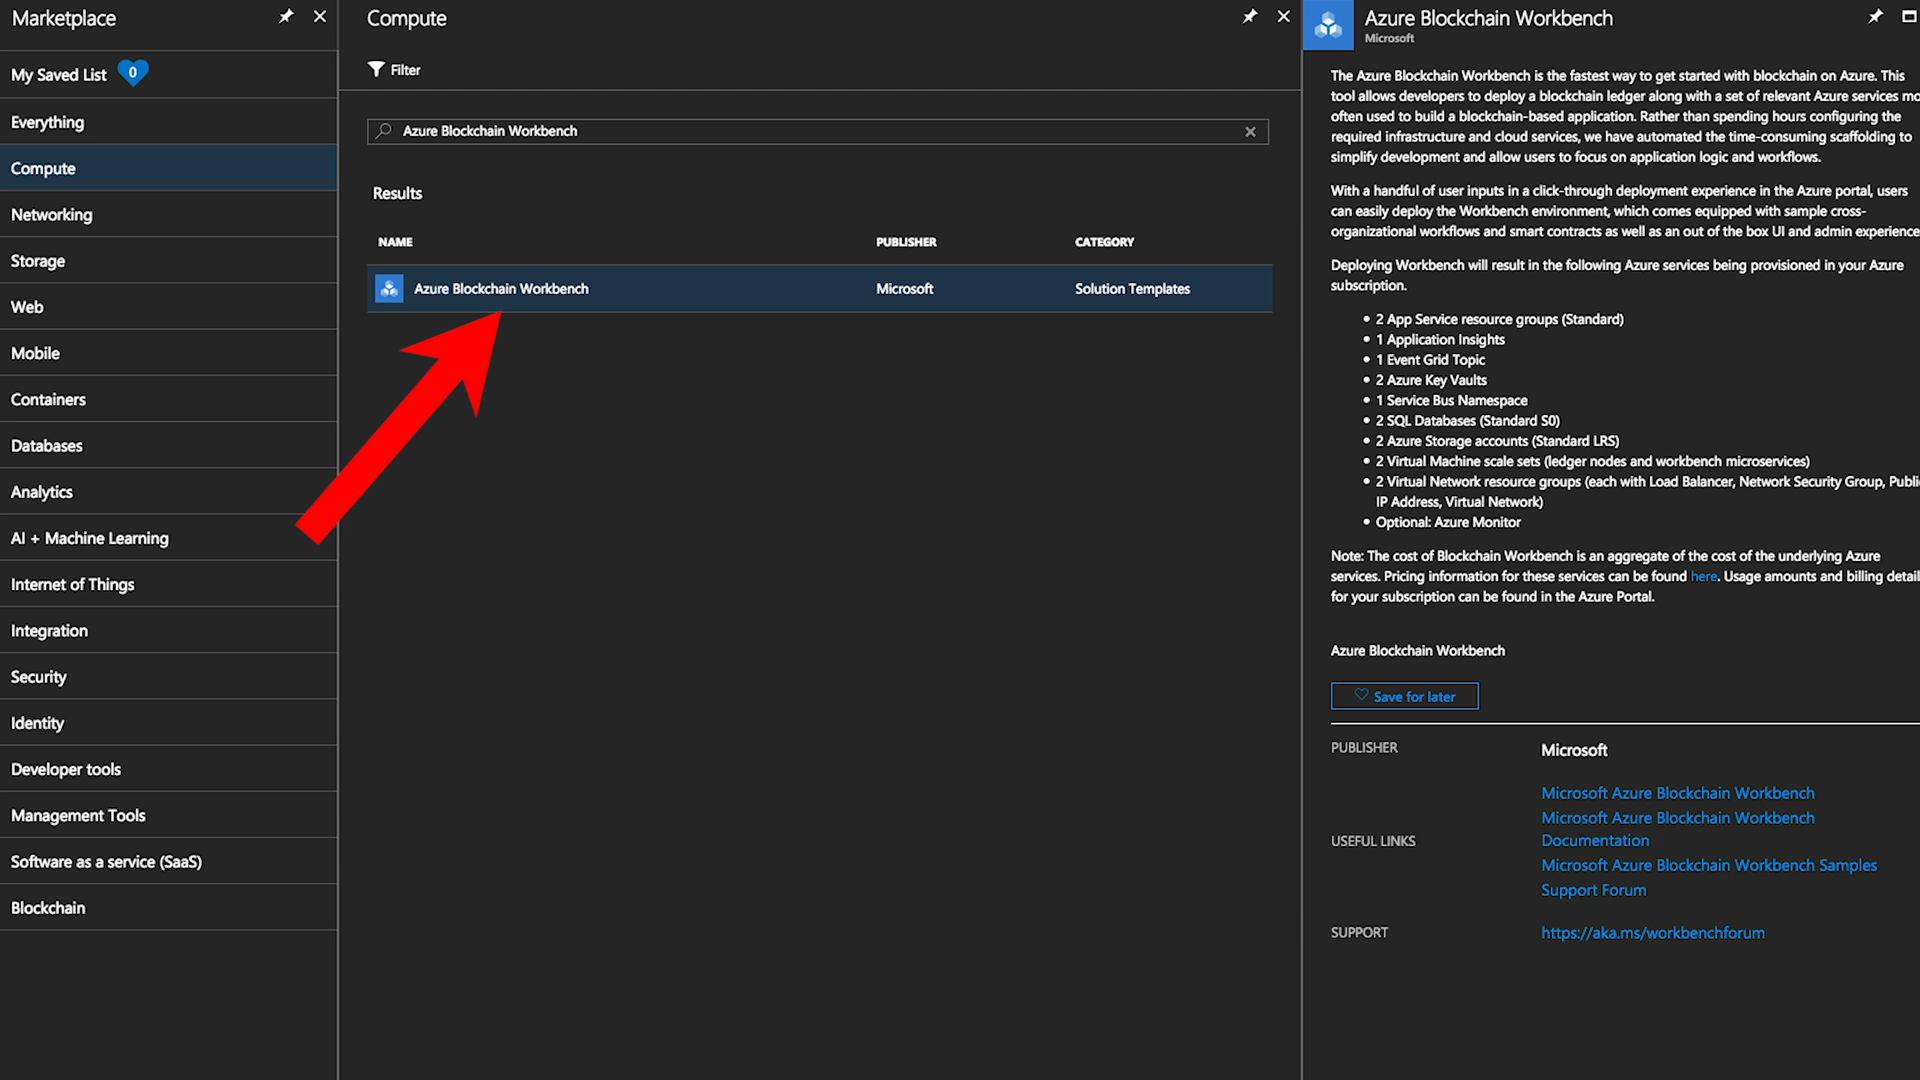 Marketplace
My Saved List 0
Everything
Compute
Networking
Storage
Web
Mobile
Containers
Databases
Analytics
AI + Machine Learning
Internet of Things
Integration
Security
Identity
Developer tools
Management Tools
Software as a service (SaaS)
Blockchain
Compute
Filter
Azure Blockchain Workbench
Results
NAME PUBLISHER CATEGORY
Azure Blockchain Workbench Microsoft Solution Templates
Azure Blockchain Workbench
Microsoft
The Azure Blockchain Workbench is the fastest way to get started with blockchain on Azure. This
tool allows developers to deploy a blockchain ledger along with a set of relevant Azure services mo
often used to build a blockchain-based application. Rather than spending hours configuring the
required infrastructure and cloud services, we have automated the time-consuming scaffolding to
simplify development and allow users to focus on application logic and workflows.
With a handful of user inputs in a click-through deployment experience in the Azure portal, users
can easily deploy the Workbench environment, which comes equipped with sample cross-
organizational workflows and smart contracts as well as an out of the box UI and admin experience
Deploying Workbench will result in the following Azure services being provisioned in your Azure
subscription.
• 2 App Service resource groups (Standard)
• 1 Application Insights
• 1 Event Grid Topic
• 2 Azure Key Vaults
• 1 Service Bus Namespace
• 2 SQL Databases (Standard S0)
• 2 Azure Storage accounts (Standard LRS)
• 2 Virtual Machine scale sets (ledger nodes and workbench microservices)
• 2 Virtual Network resource groups (each with Load Balancer, Network Security Group, Publi
IP Address, Virtual Network)
• Optional: Azure Monitor
Note: The cost of Blockchain Workbench is an aggregate of the cost of the underlying Azure
services. Pricing information for these services can be found here. Usage amounts and billing detail
for your subscription can be found in the Azure Portal.
Azure Blockchain Workbench
Save for later
PUBLISHER Microsoft
USEFUL LINKS
Microsoft Azure Blockchain Workbench
Microsoft Azure Blockchain Workbench
Documentation
Microsoft Azure Blockchain Workbench Samples
Support Forum
SUPPORT https://aka.ms/workbenchforum